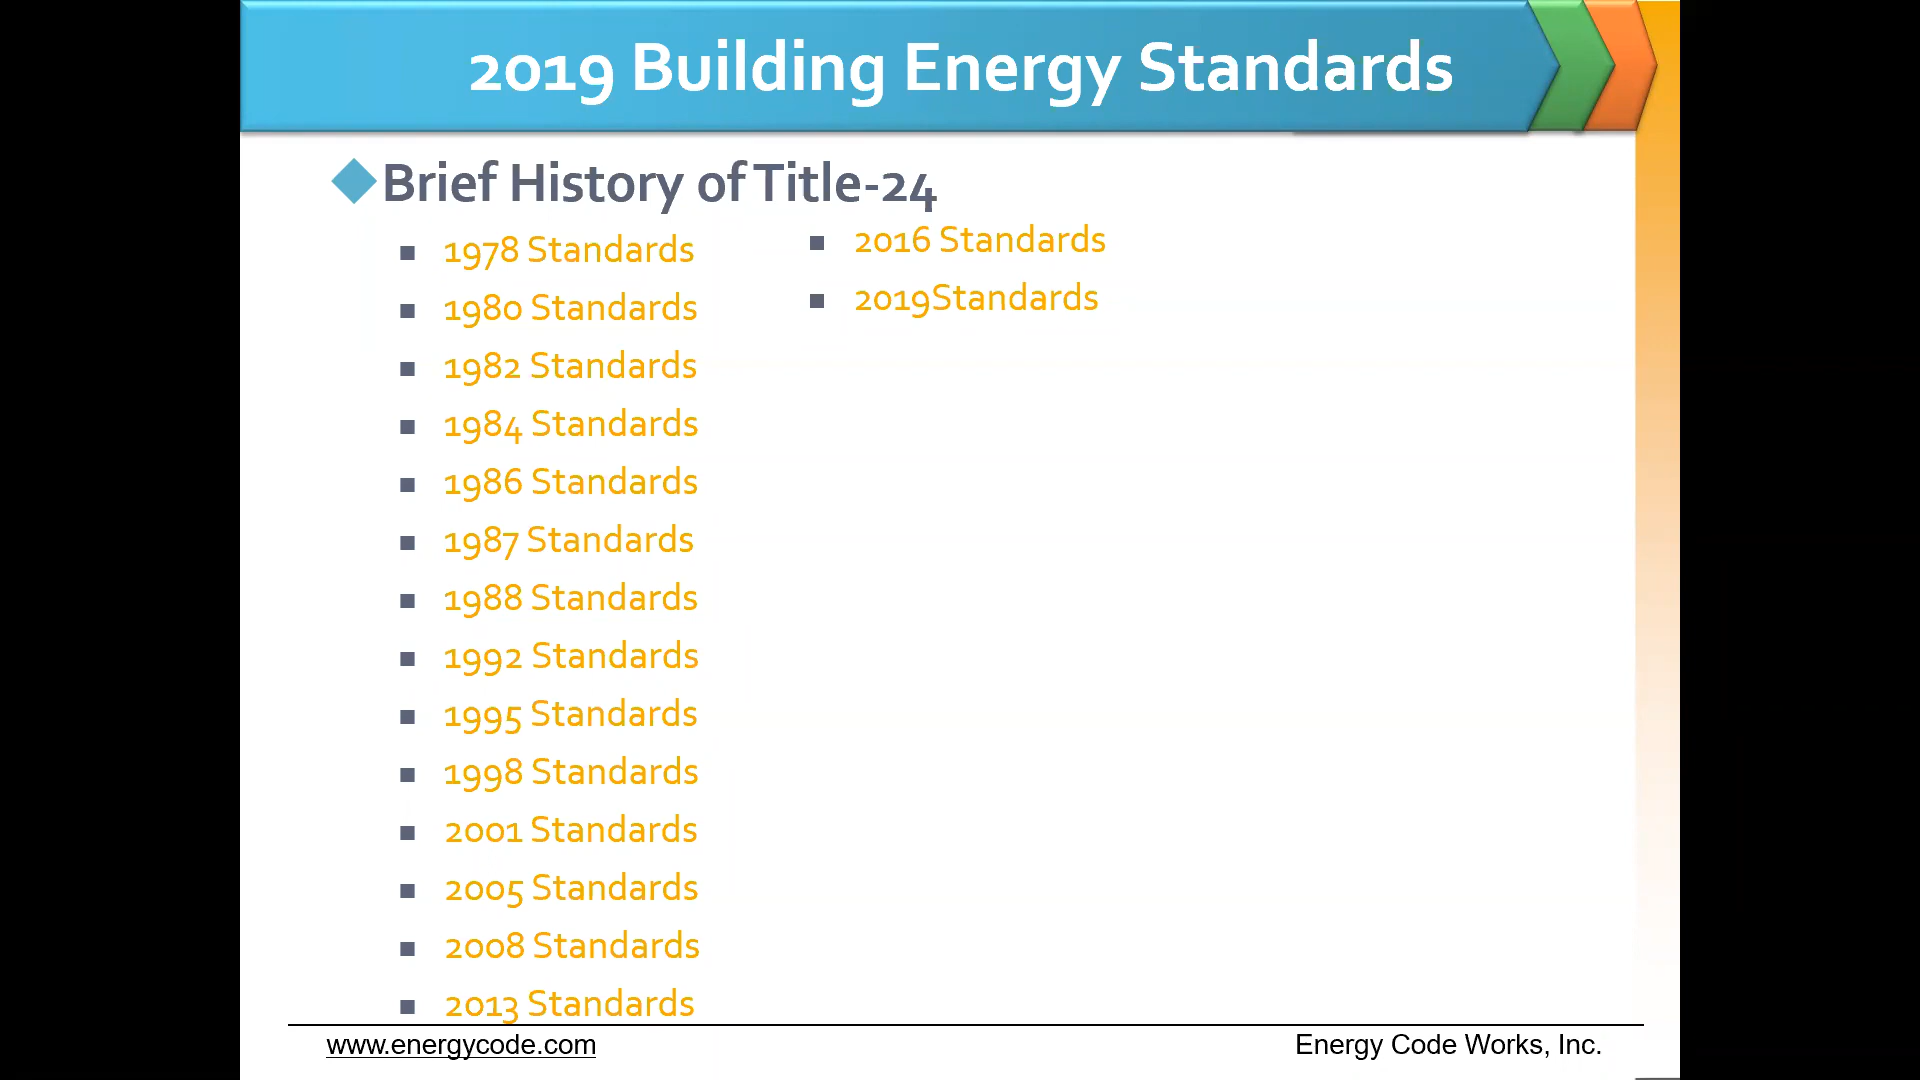 2019 Building Energy Standards
Brief History of Title-24
1978 Standards
1980 Standards
1982 Standards
1984 Standards
1986 Standards
1987 Standards
1988 Standards
1992 Standards
1995 Standards
1998 Standards
2001 Standards
2005 Standards
2008 Standards
2013 Standards
2016 Standards
2019Standards
www.energycode.com
Energy Code Works, Inc.